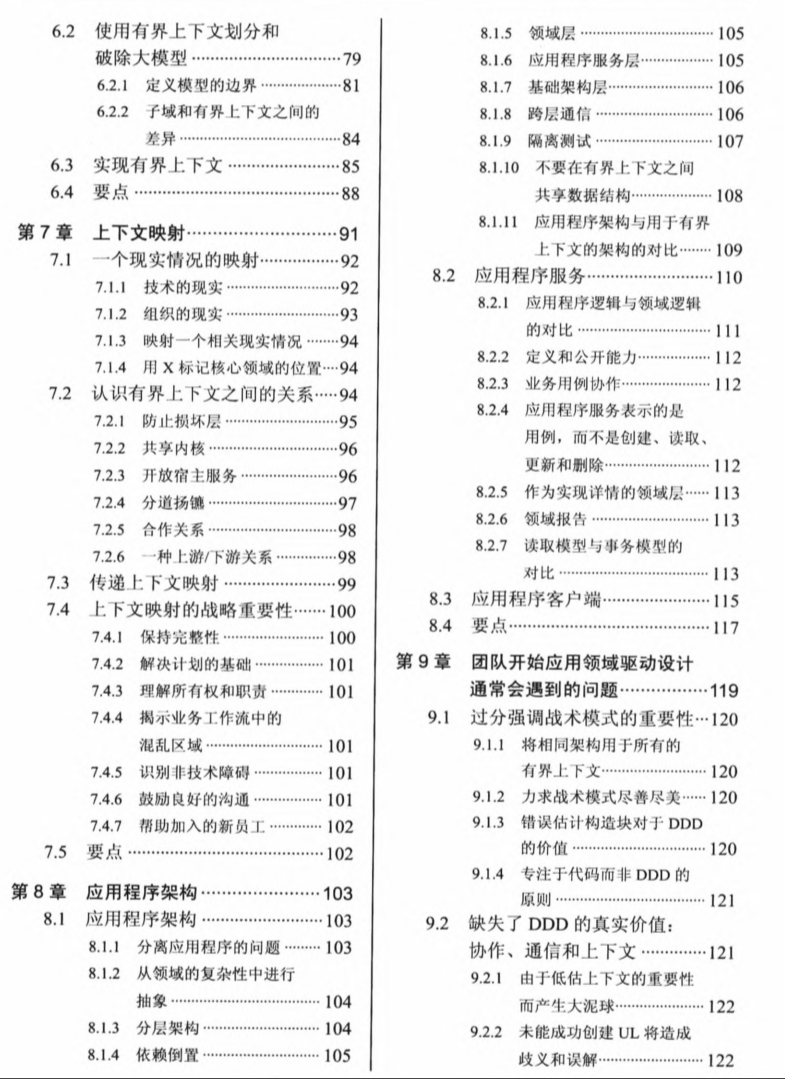 6.2 使用有界上下文划分和
破除大模型 ································ 79
6.2.1 定义模型的边界 ·················· 81
6.2.2 子域和有界上下文之间的
差异 ···································· 84
6.3 实现有界上下文 ························ 85
6.4 要点 ············································ 88
第 7 章 上下文映射 ···························· 91
7.1 一个现实情况的映射 ················ 92
7.1.1 技术的现实 ························ 92
7.1.2 组织的现实 ························ 93
7.1.3 映射一个相关现实情况 ······· 94
7.1.4 用 X 标记核心领域的位置 ··· 94
7.2 认识有界上下文之间的关系 ····· 94
7.2.1 防止损坏层 ························ 95
7.2.2 共享内核 ···························· 96
7.2.3 开放宿主服务 ····················· 96
7.2.4 分道扬镳 ···························· 97
7.2.5 合作关系 ···························· 98
7.2.6 一种上游/下游关系 ············· 98
7.3 传递上下文映射 ························ 99
7.4 上下文映射的战略重要性 ······· 100
7.4.1 保持完整性 ······················ 100
7.4.2 解决计划的基础 ··············· 101
7.4.3 理解所有权和职责 ············ 101
7.4.4 揭示业务工作流中的
混乱区域 ·························· 101
7.4.5 识别非技术障碍 ··············· 101
7.4.6 鼓励良好的沟通 ··············· 101
7.4.7 帮助加入的新员工 ············ 102
7.5 要点 ·········································· 102
第 8 章 应用程序架构 ······················ 103
8.1 应用程序架构 ·························· 103
8.1.1 分离应用程序的问题 ········ 103
8.1.2 从领域的复杂性中进行
抽象 ································· 104
8.1.3 分层架构 ·························· 104
8.1.4 依赖倒置 ·························· 105
8.1.5 领域层 ······························ 105
8.1.6 应用程序服务层 ················ 105
8.1.7 基础架构层 ······················· 106
8.1.8 跨层通信 ·························· 106
8.1.9 隔离测试 ·························· 107
8.1.10 不要在有界上下文之间
共享数据结构 ·················· 108
8.1.11 应用程序架构与用于有界
上下文的架构的对比 ······· 109
8.2 应用程序服务 ·························· 110
8.2.1 应用程序逻辑与领域逻辑
的对比 ······························ 111
8.2.2 定义和公开能力 ················ 112
8.2.3 业务用例协作 ··················· 112
8.2.4 应用程序服务表示的是
用例，而不是创建、读取、
更新和删除 ······················· 112
8.2.5 作为实现详情的领域层 ····· 113
8.2.6 领域报告 ·························· 113
8.2.7 读取模型与事务模型的
对比 ································· 113
8.3 应用程序客户端 ······················ 115
8.4 要点 ·········································· 117
第 9 章 团队开始应用领域驱动设计
通常会遇到的问题 ················ 119
9.1 过分强调战术模式的重要性 ··· 120
9.1.1 将相同架构用于所有的
有界上下文 ······················· 120
9.1.2 力求战术模式尽善尽美 ····· 120
9.1.3 错误估计构造块对于 DDD
的价值 ······························ 120
9.1.4 专注于代码而非 DDD 的
原则 ································· 121
9.2 缺失了 DDD 的真实价值：
协作、通信和上下文 ··············· 121
9.2.1 由于低估上下文的重要性
而产生大泥球 ··················· 122
9.2.2 未能成功创建 UL 将造成
歧义和误解 ······················· 122